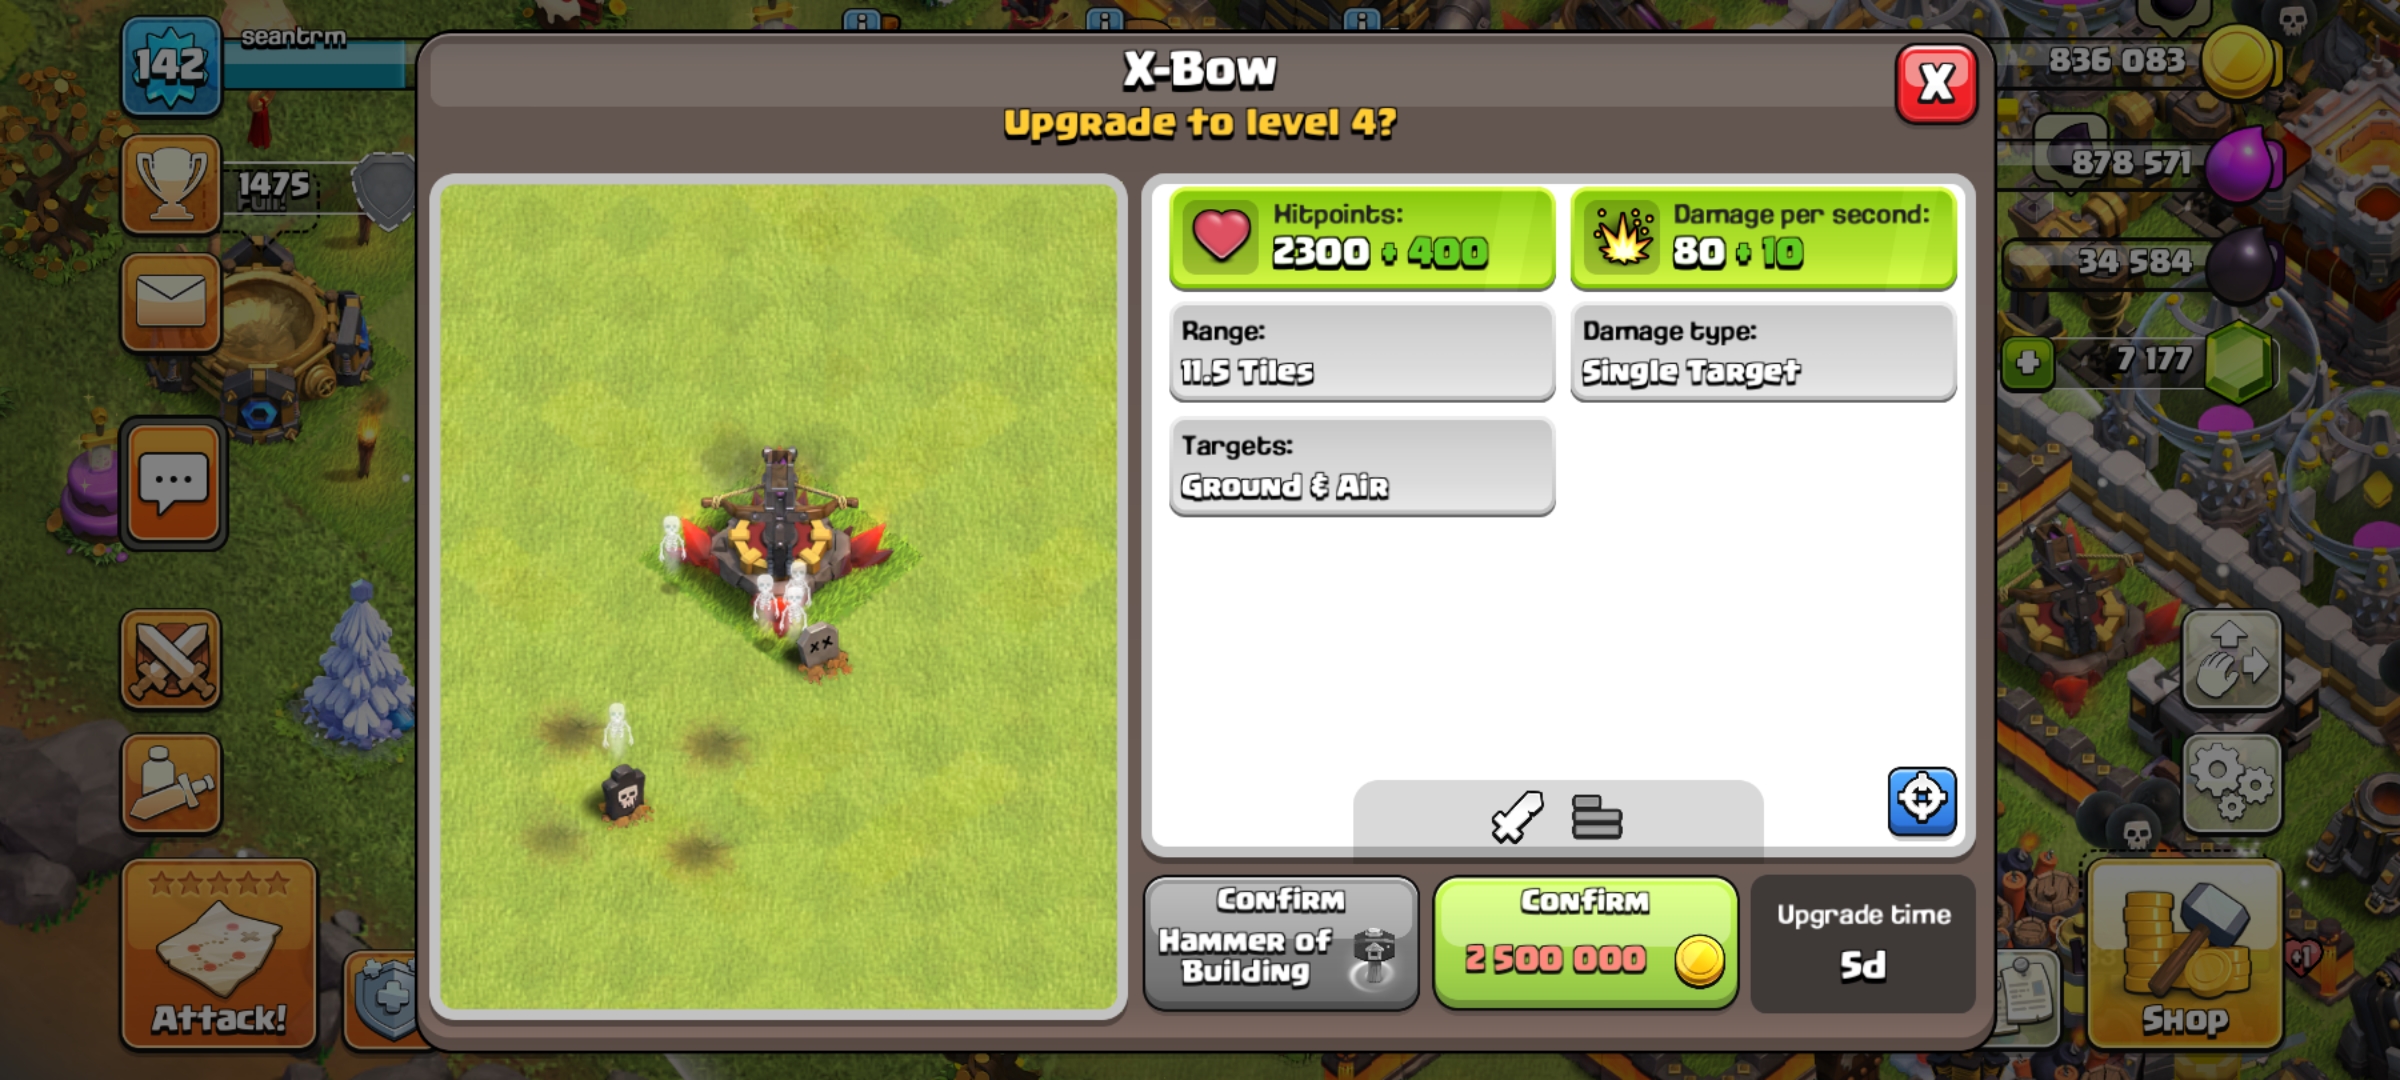 142
seantrm
1475
Full!
Attack!
X-Bow
Upgrade to level 4?
X
Hitpoints:
2300 + 400
Damage per second:
80 + 10
Range:
11.5 Tiles
Damage type:
Single Target
Targets:
Ground & Air
Confirm
Hammer of
Building
Confirm
2 500 000
Upgrade time
5d
836 083
878 571
34 584
7 177
+1
Shop